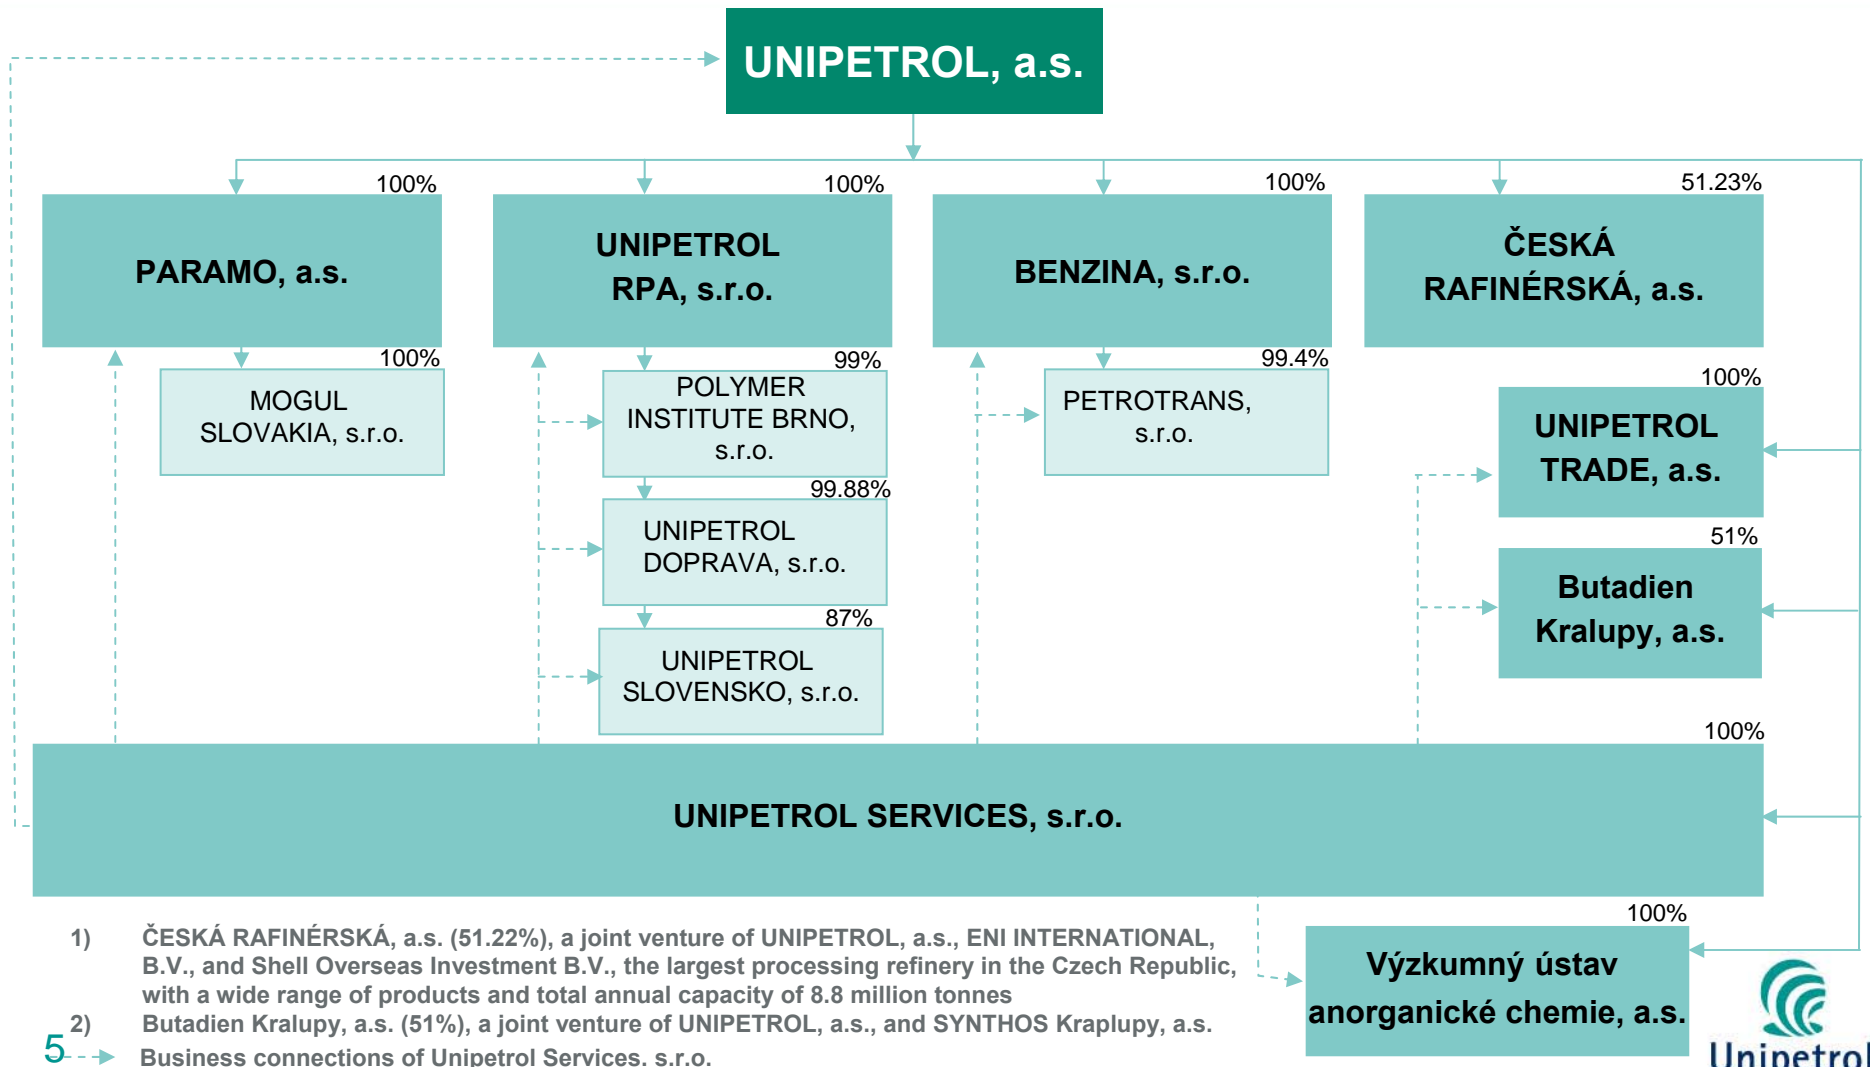 UNIPETROL, a.s.
100%
100%
100%
51.23%
PARAMO, a.s.
UNIPETROL
RPA, s.r.o.
BENZINA, s.r.o.
ČESKÁ
RAFINÉRSKÁ, a.s.
100%
99%
99.4%
MOGUL
SLOVAKIA, s.r.o.
POLYMER
INSTITUTE BRNO,
s.r.o.
PETROTRANS,
s.r.o.
100%
UNIPETROL
TRADE, a.s.
99.88%
UNIPETROL
DOPRAVA, s.r.o.
51%
Butadien
Kralupy, a.s.
87%
UNIPETROL
SLOVENSKO, s.r.o.
100%
UNIPETROL SERVICES, s.r.o.
100%
Výzkumný ústav
anorganické chemie, a.s.
1) ČESKÁ RAFINÉRSKÁ, a.s. (51.22%), a joint venture of UNIPETROL, a.s., ENI INTERNATIONAL,
B.V., and Shell Overseas Investment B.V., the largest processing refinery in the Czech Republic,
with a wide range of products and total annual capacity of 8.8 million tonnes
2) Butadien Kralupy, a.s. (51%), a joint venture of UNIPETROL, a.s., and SYNTHOS Kraplupy, a.s.
5
Business connections of Unipetrol Services. s.r.o.
Unipetrol